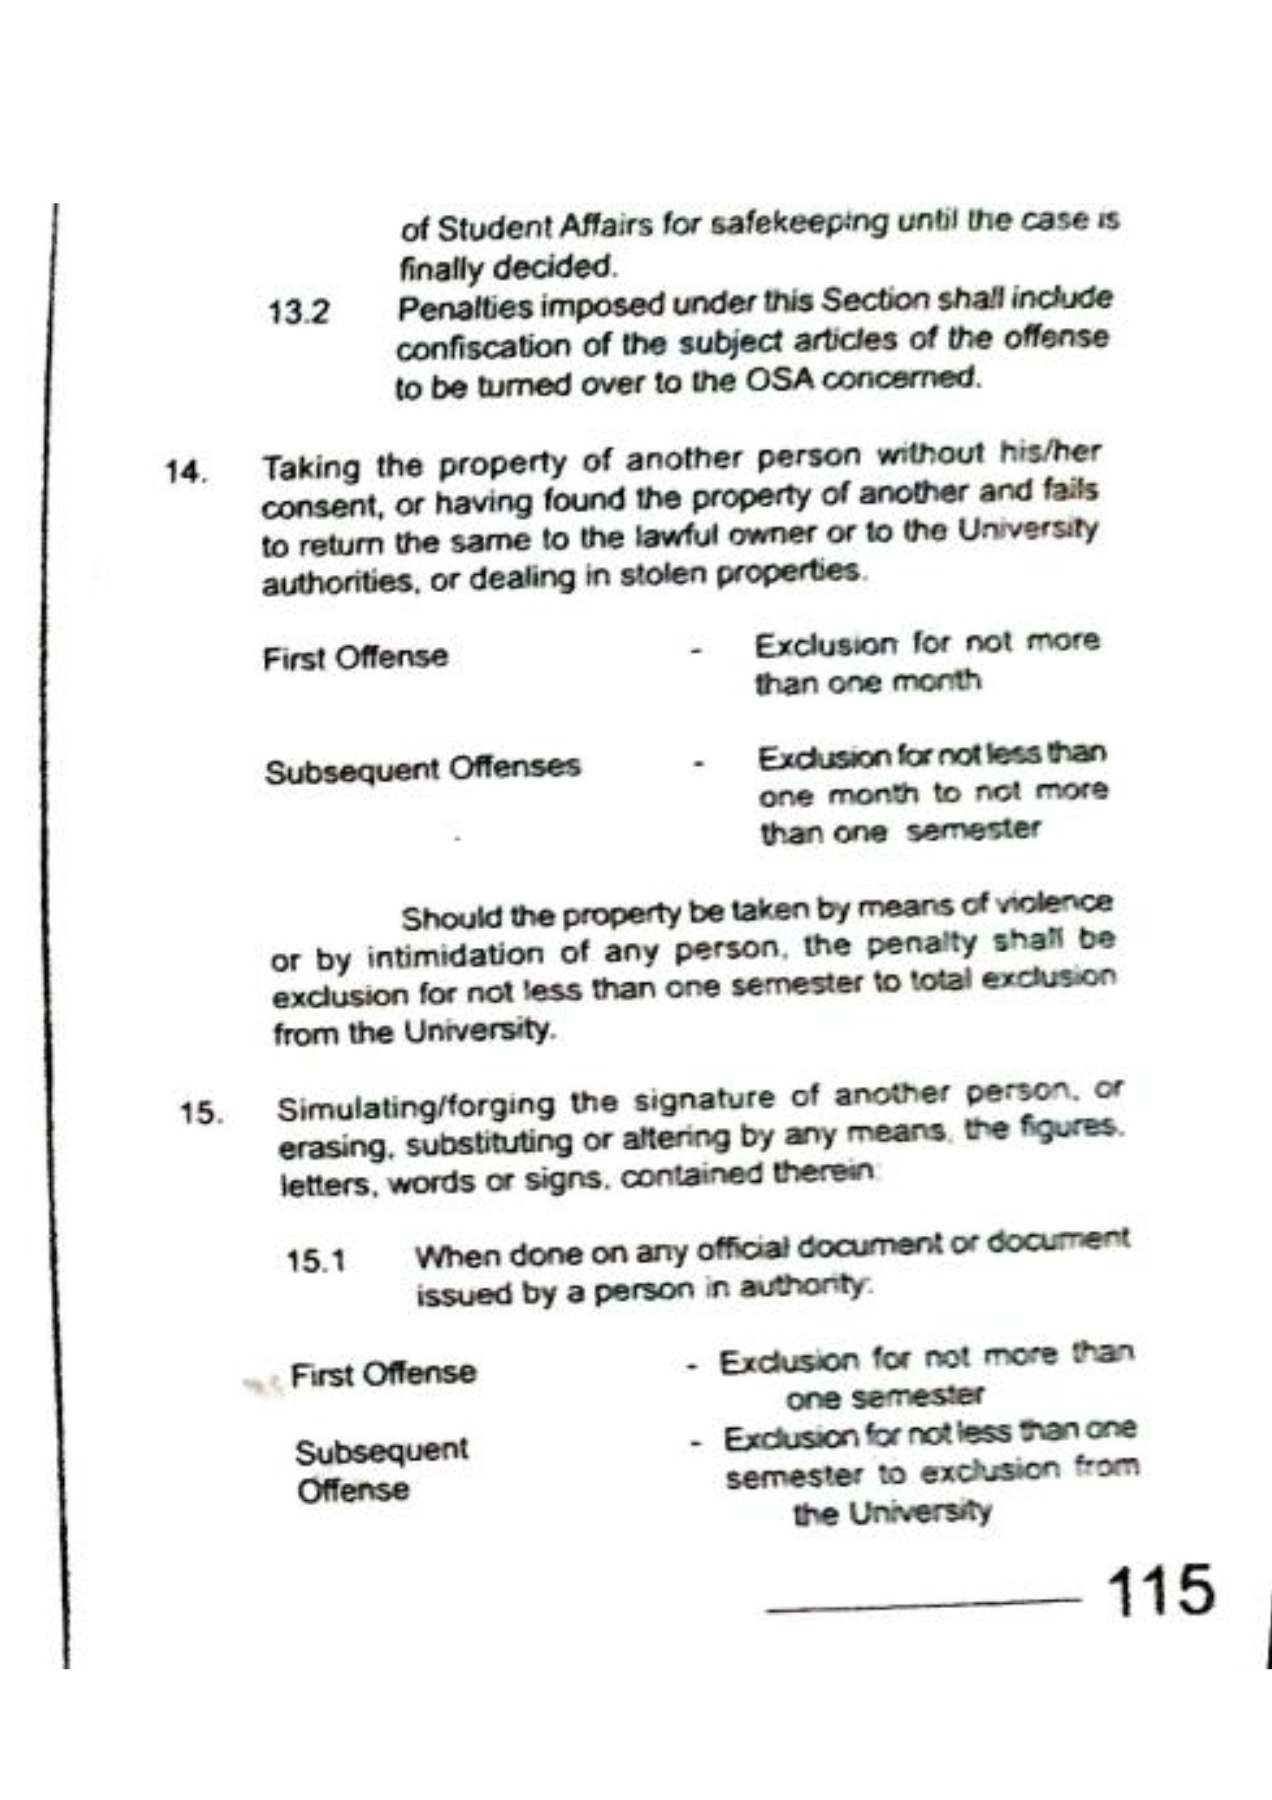 of Student Affairs for safekeeping until the case is
finally decided.
13.2 Penalties imposed under this Section shall include
confiscation of the subject articles of the offense
to be turned over to the OSA concerned.
14. Taking the property of another person without his/her
consent, or having found the property of another and fails
to return the same to the lawful owner or to the University
authorities, or dealing in stolen properties.
First Offense - Exclusion for not more
than one month
Subsequent Offenses - Exclusion for not less than
one month to not more
than one semester
Should the property be taken by means of violence
or by intimidation of any person, the penalty shall be
exclusion for not less than one semester to total exclusion
from the University.
15. Simulating/forging the signature of another person, or
erasing, substituting or altering by any means, the figures,
letters, words or signs, contained therein:
15.1 When done on any official document or document
issued by a person in authority:
First Offense - Exclusion for not more than
one semester
Subsequent - Exclusion for not less than one
Offense semester to exclusion from
the University
115